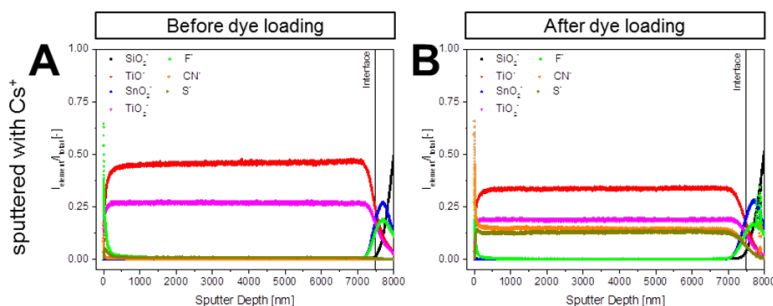 Before dye loading
After dye loading
sputtered with Cs⁺
A
1.00
0.75
0.50
0.25
0.00
I_element/I_total[-]
SiO₂⁻
TiO⁻
SnO₂⁻
TiO₂⁻
F⁻
CN⁻
S⁻
Interface
0 1000 2000 3000 4000 5000 6000 7000 8000
Sputter Depth [nm]
B
1.00
0.75
0.50
0.25
0.00
I_element/I_total[-]
SiO₂⁻
TiO⁻
SnO₂⁻
TiO₂⁻
F⁻
CN⁻
S⁻
Interface
0 1000 2000 3000 4000 5000 6000 7000 8000
Sputter Depth [nm]